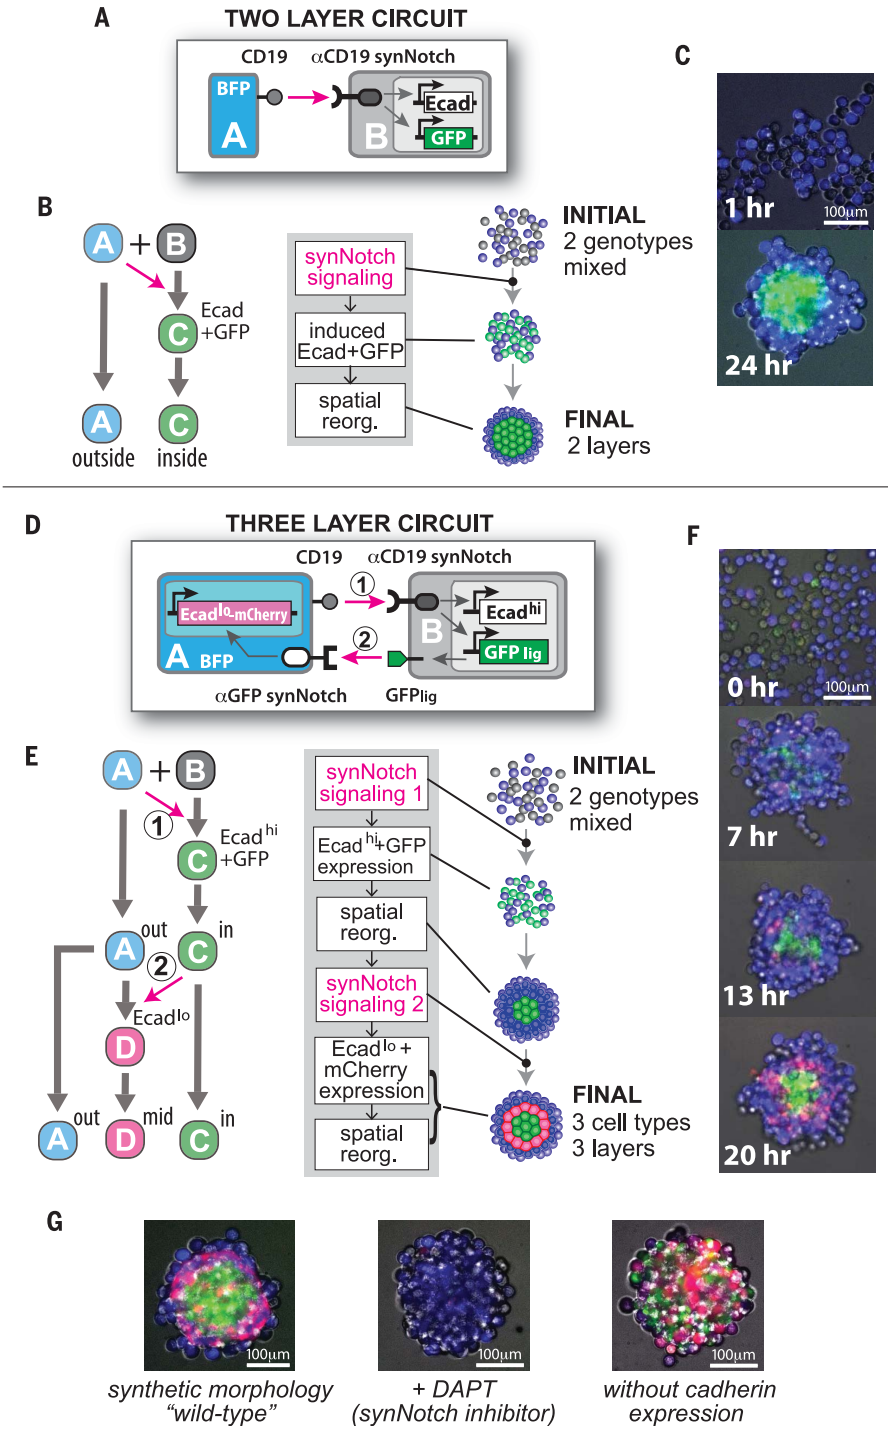 A
TWO LAYER CIRCUIT
CD19
αCD19 synNotch
BFP
A
B
Ecad
GFP
C
1 hr
100µm
24 hr
B
A + B
Ecad
+GFP
C
A
C
outside
inside
synNotch
signaling
induced
Ecad+GFP
spatial
reorg.
INITIAL
2 genotypes
mixed
FINAL
2 layers
D
THREE LAYER CIRCUIT
CD19
αCD19 synNotch
1
Ecadlo-mCherry
Ecadhi
B
2
GFP lig
A BFP
αGFP synNotch
GFPlig
F
0 hr
100µm
7 hr
13 hr
20 hr
E
A + B
1
Ecad hi
+GFP
C
A out
C in
2
Ecadlo
D
A out
D mid
C in
synNotch
signaling 1
Ecad hi+GFP
expression
spatial
reorg.
synNotch
signaling 2
Ecadlo +
mCherry
expression
spatial
reorg.
INITIAL
2 genotypes
mixed
FINAL
3 cell types
3 layers
G
100µm
100µm
100µm
synthetic morphology
"wild-type"
+ DAPT
(synNotch inhibitor)
without cadherin
expression